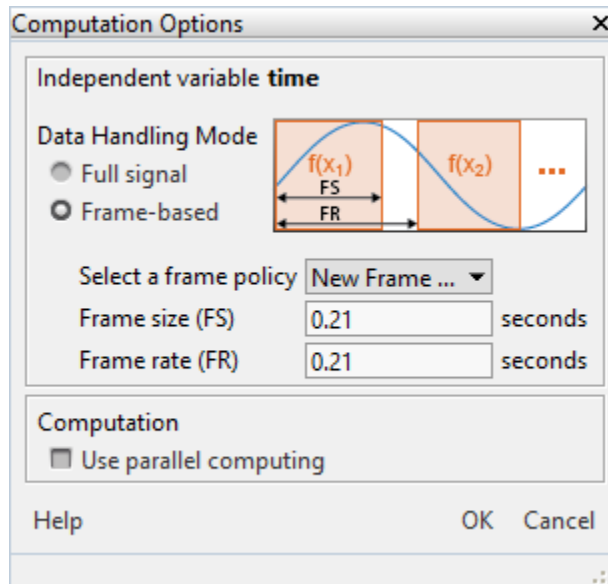 Computation Options
Independent variable time
Data Handling Mode
Full signal
Frame-based
f(x₁)
f(x₂)
...
FS
FR
Select a frame policy New Frame ...
Frame size (FS) 0.21 seconds
Frame rate (FR) 0.21 seconds
Computation
Use parallel computing
Help OK Cancel